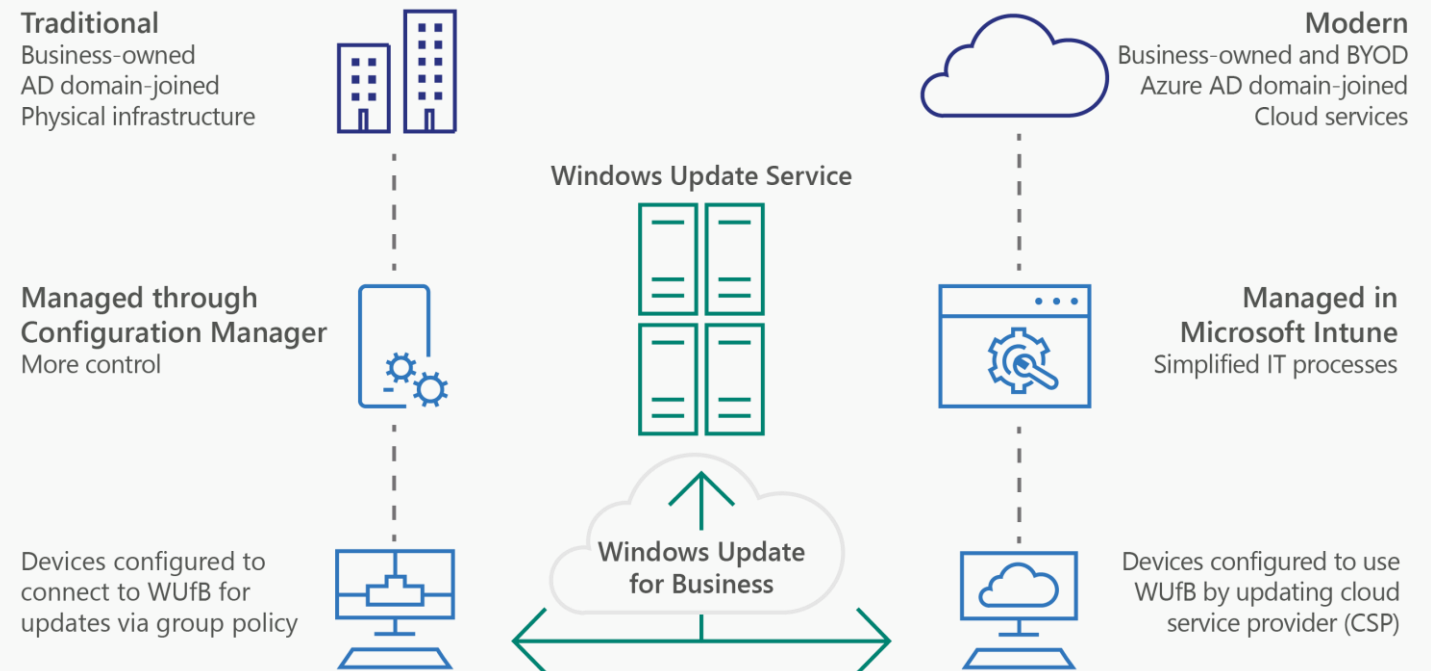 Traditional
Business-owned
AD domain-joined
Physical infrastructure
Modern
Business-owned and BYOD
Azure AD domain-joined
Cloud services
Windows Update Service
Managed through
Configuration Manager
More control
Managed in
Microsoft Intune
Simplified IT processes
Devices configured to
connect to WUfB for
updates via group policy
Windows Update
for Business
Devices configured to use
WUfB by updating cloud
service provider (CSP)